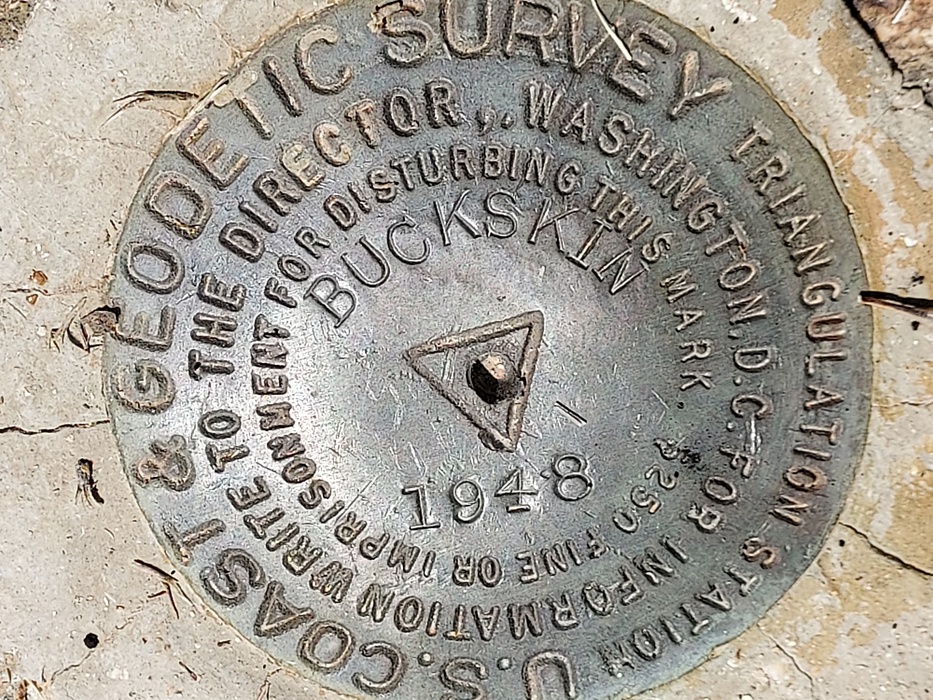 U.S. COAST & GEODETIC SURVEY
TRIANGULATION STATION
FOR INFORMATION WRITE TO THE DIRECTOR, WASHINGTON, D.C.
$250 FINE OR IMPRISONMENT FOR DISTURBING THIS MARK
BUCKSKIN
1948